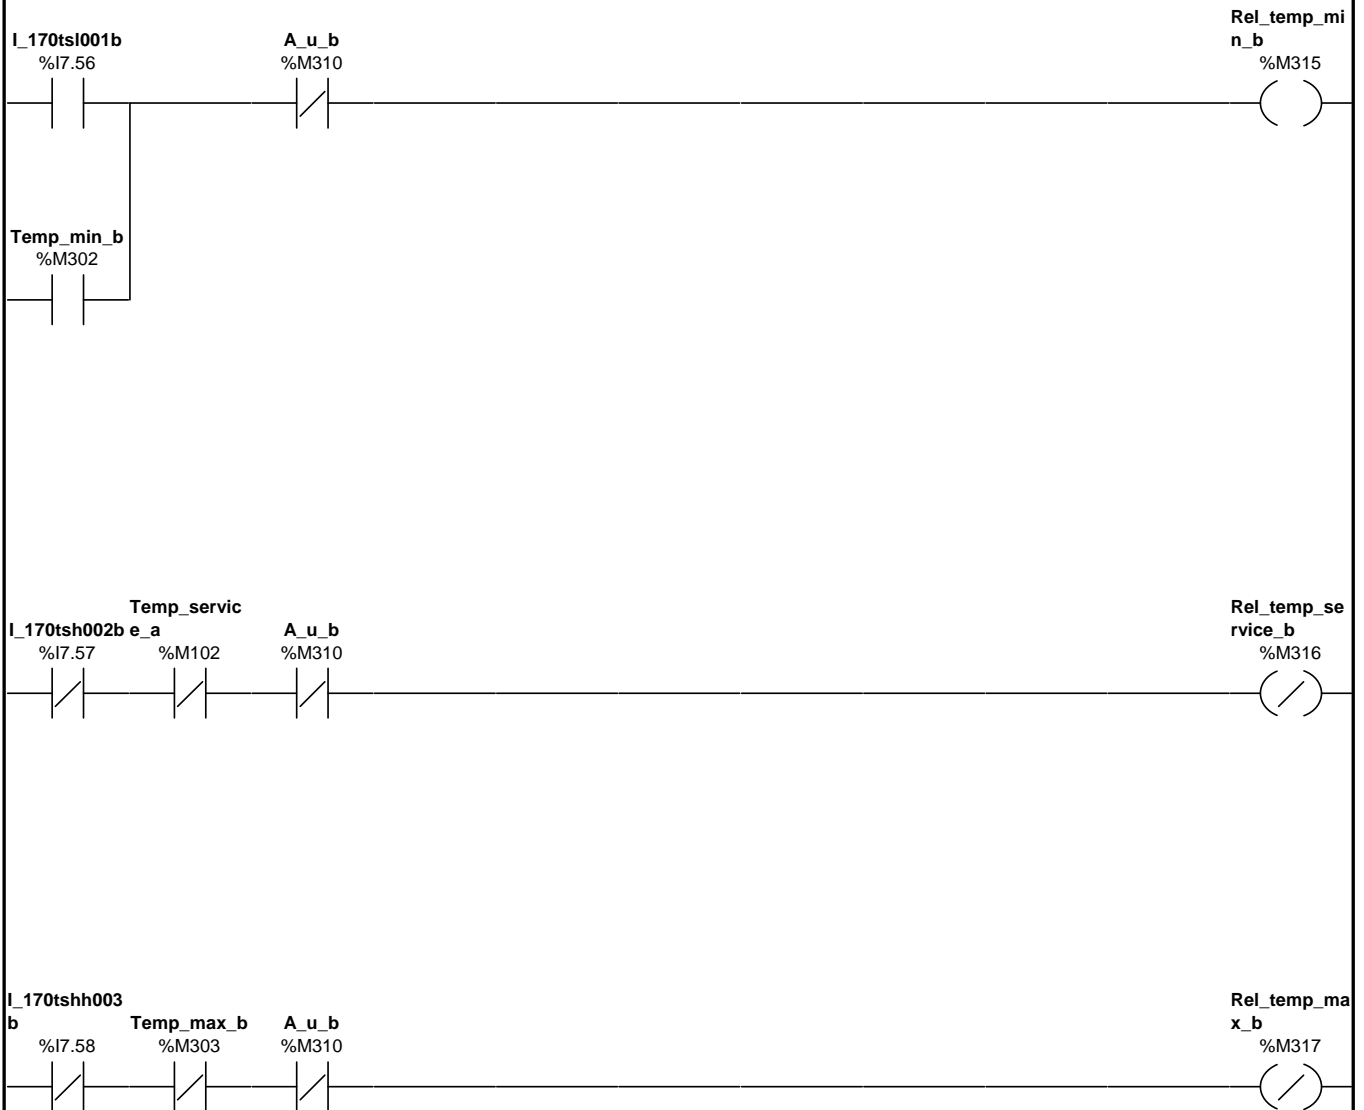 Rel_temp_mi
I_170tsl001b A_u_b n_b
%I7.56 %M310 %M315
Temp_min_b
%M302
Temp_servic Rel_temp_se
I_170tsh002b e_a A_u_b rvice_b
%I7.57 %M102 %M310 %M316
I_170tshh003 Rel_temp_ma
b Temp_max_b A_u_b x_b
%I7.58 %M303 %M310 %M317